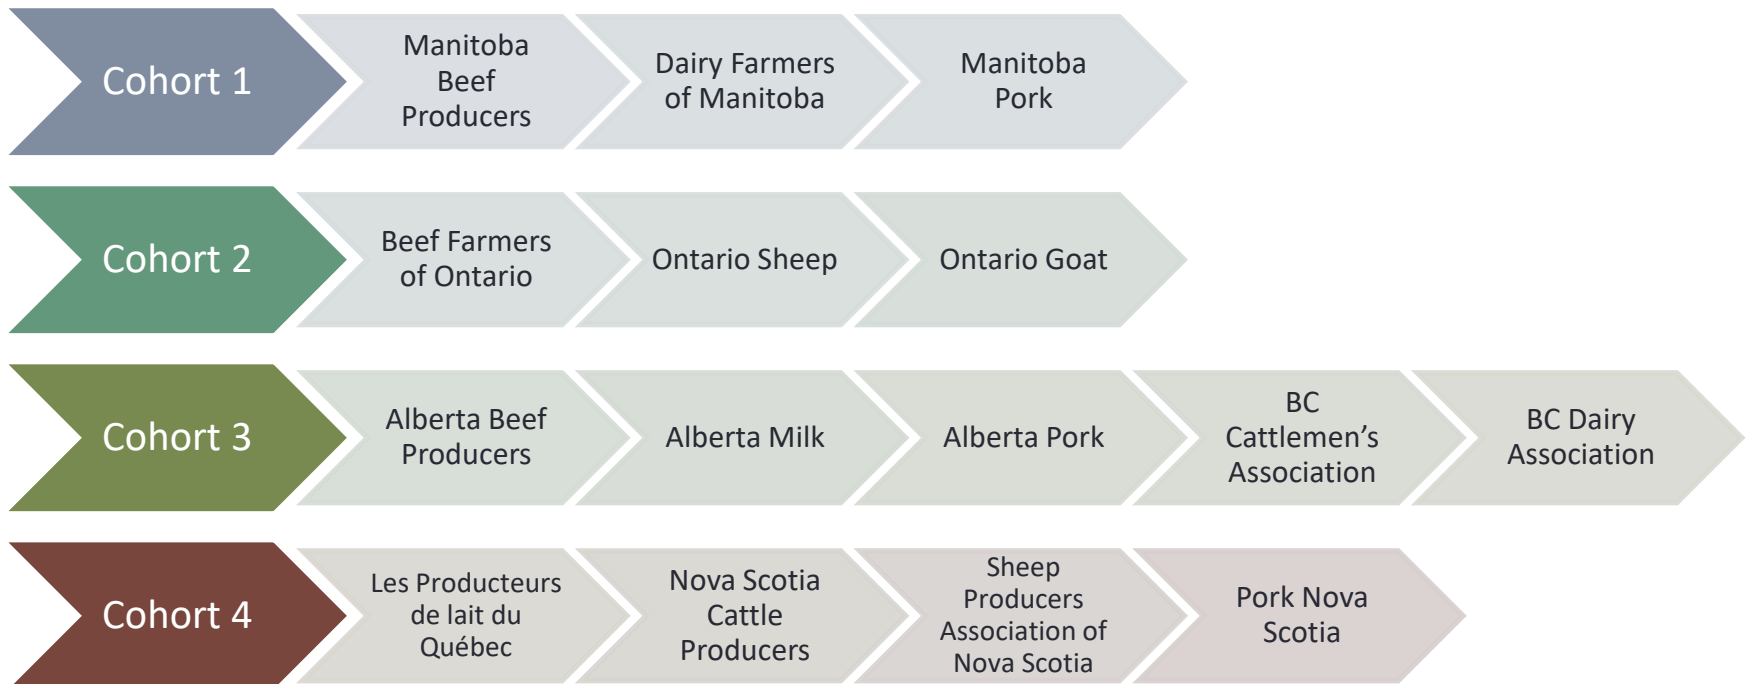 Cohort 1
Manitoba
Beef
Producers
Dairy Farmers
of Manitoba
Manitoba
Pork
Cohort 2
Beef Farmers
of Ontario
Ontario Sheep
Ontario Goat
Cohort 3
Alberta Beef
Producers
Alberta Milk
Alberta Pork
BC
Cattlemen’s
Association
BC Dairy
Association
Cohort 4
Les Producteurs
de lait du
Québec
Nova Scotia
Cattle
Producers
Sheep
Producers
Association of
Nova Scotia
Pork Nova
Scotia